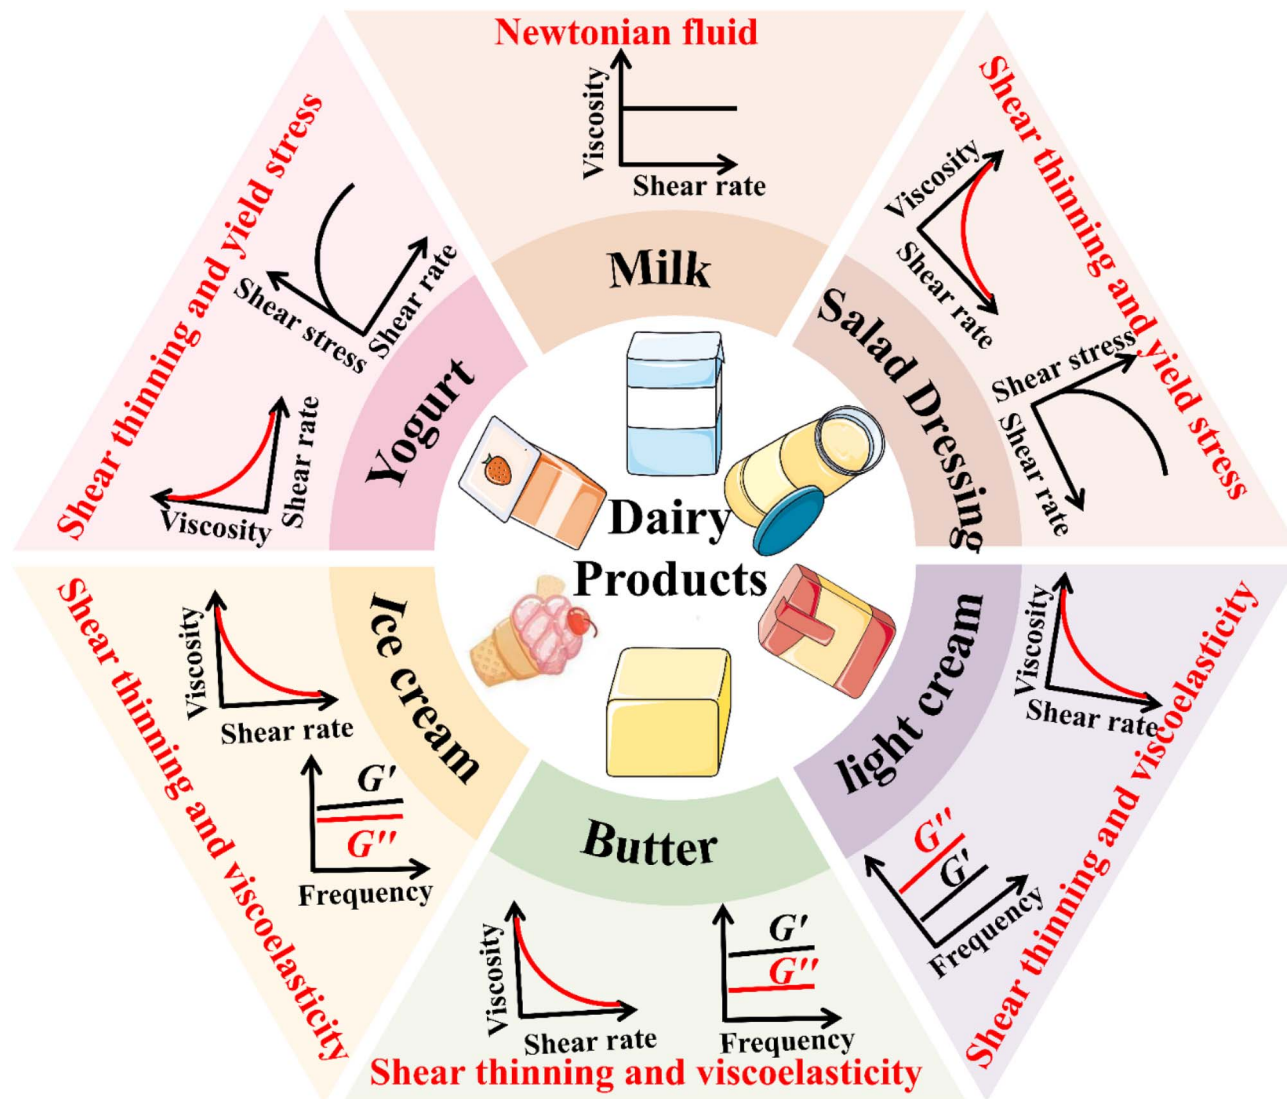 Newtonian fluid
Viscosity
Shear rate
Milk
Shear thinning and yield stress
Viscosity
Shear rate
Shear stress
Shear rate
Salad Dressing
Shear thinning and viscoelasticity
Viscosity
Shear rate
G''
G'
Frequency
light cream
Butter
Viscosity
Shear rate
G'
G''
Frequency
Shear thinning and viscoelasticity
Ice cream
Viscosity
Shear rate
G'
G''
Frequency
Shear thinning and viscoelasticity
Yogurt
Shear stress
Shear rate
Viscosity
Shear rate
Shear thinning and yield stress
Dairy
Products